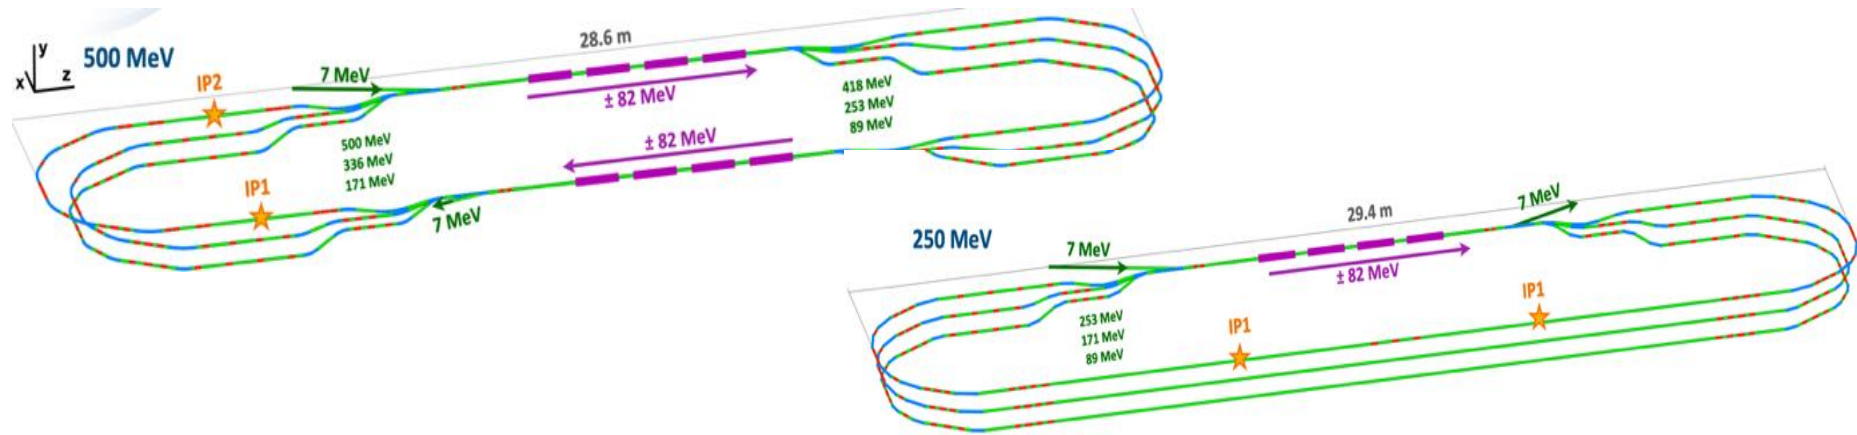 y
x
z
500 MeV
IP2
7 MeV
28.6 m
± 82 MeV
418 MeV
253 MeV
89 MeV
500 MeV
336 MeV
171 MeV
± 82 MeV
IP1
7 MeV
250 MeV
7 MeV
29.4 m
7 MeV
± 82 MeV
253 MeV
171 MeV
89 MeV
IP1
IP1